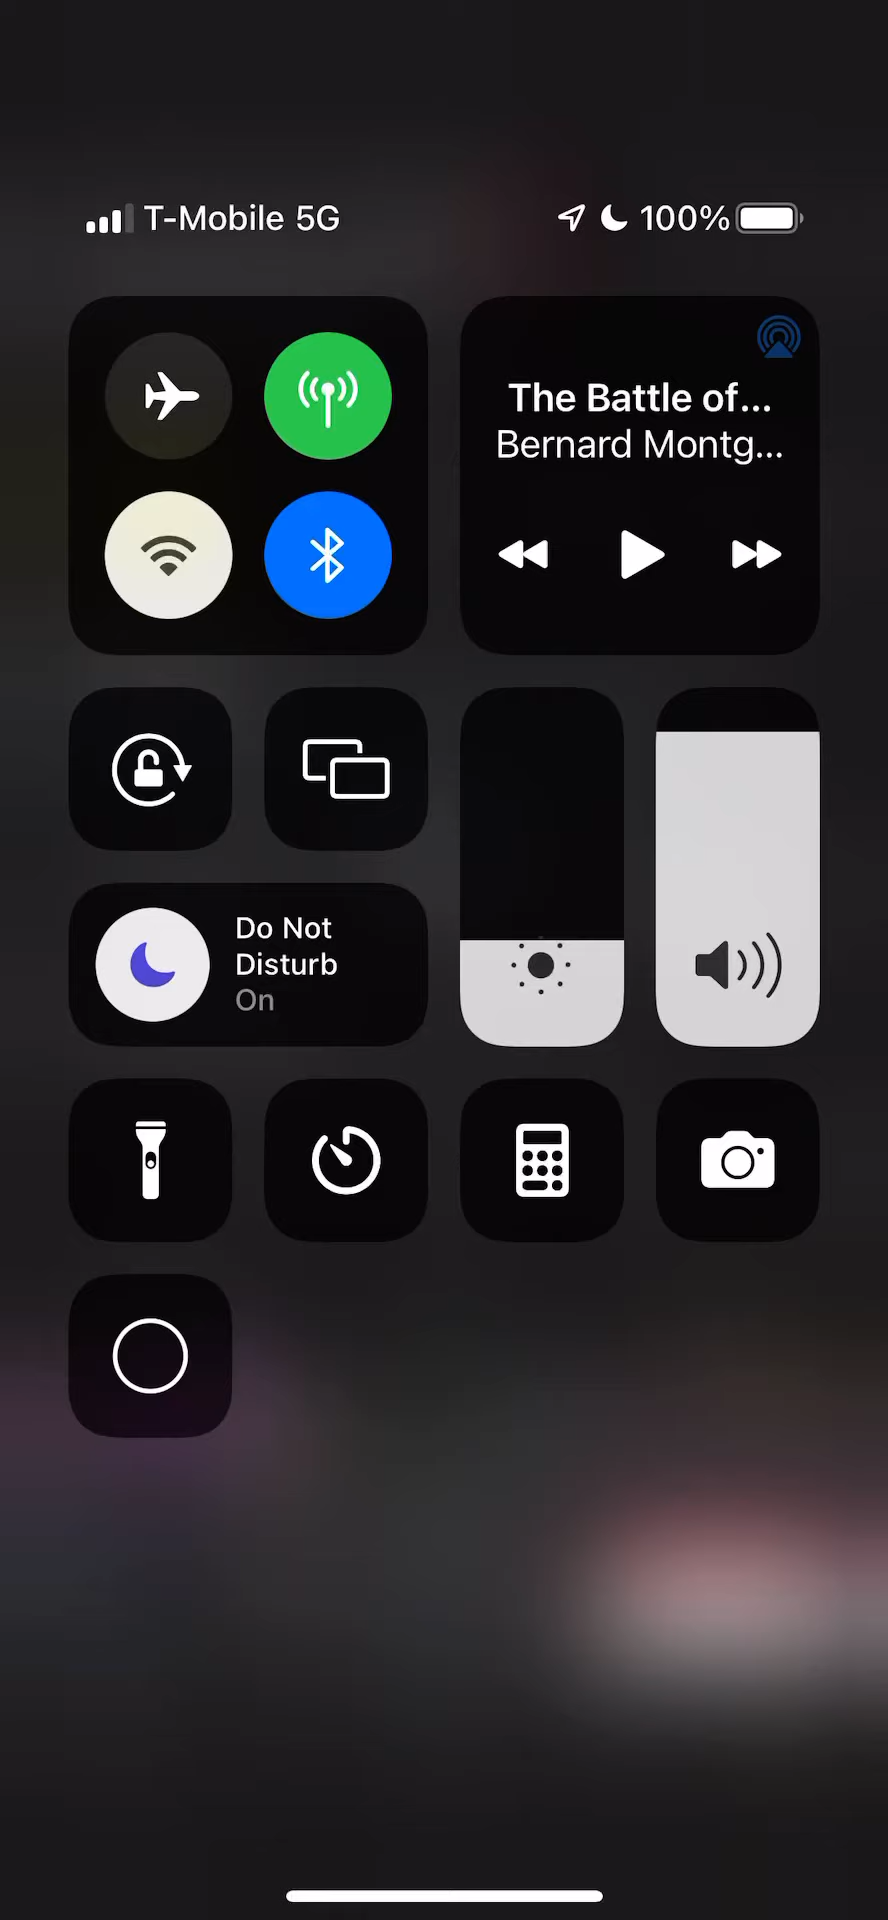 T-Mobile 5G
100%
The Battle of...
Bernard Montg...
Do Not
Disturb
On